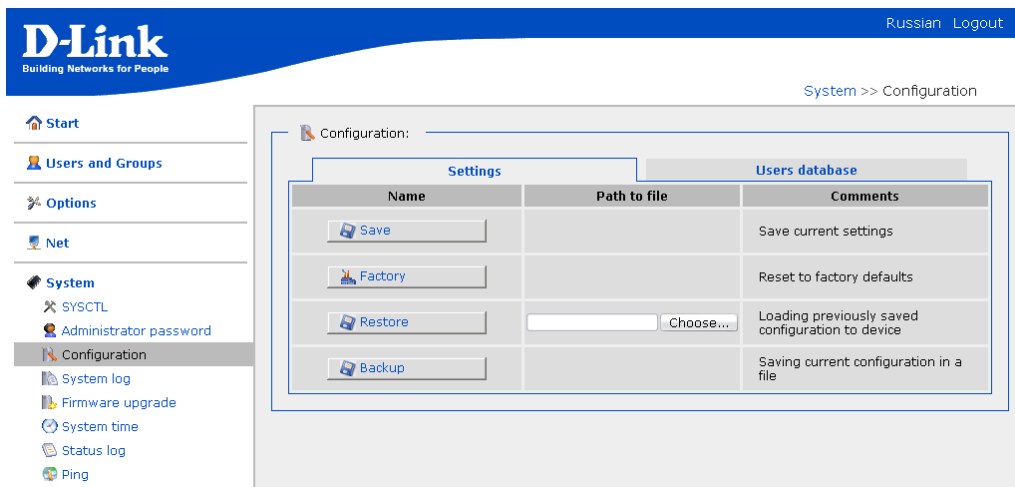 Russian Logout
D-Link
Building Networks for People
System >> Configuration
Start
Users and Groups
Options
Net
System
SYSCTL
Administrator password
Configuration
System log
Firmware upgrade
System time
Status log
Ping
Configuration:
Settings Users database
Name Path to file Comments
Save Save current settings
Factory Reset to factory defaults
Restore Choose... Loading previously saved
configuration to device
Backup Saving current configuration in a
file